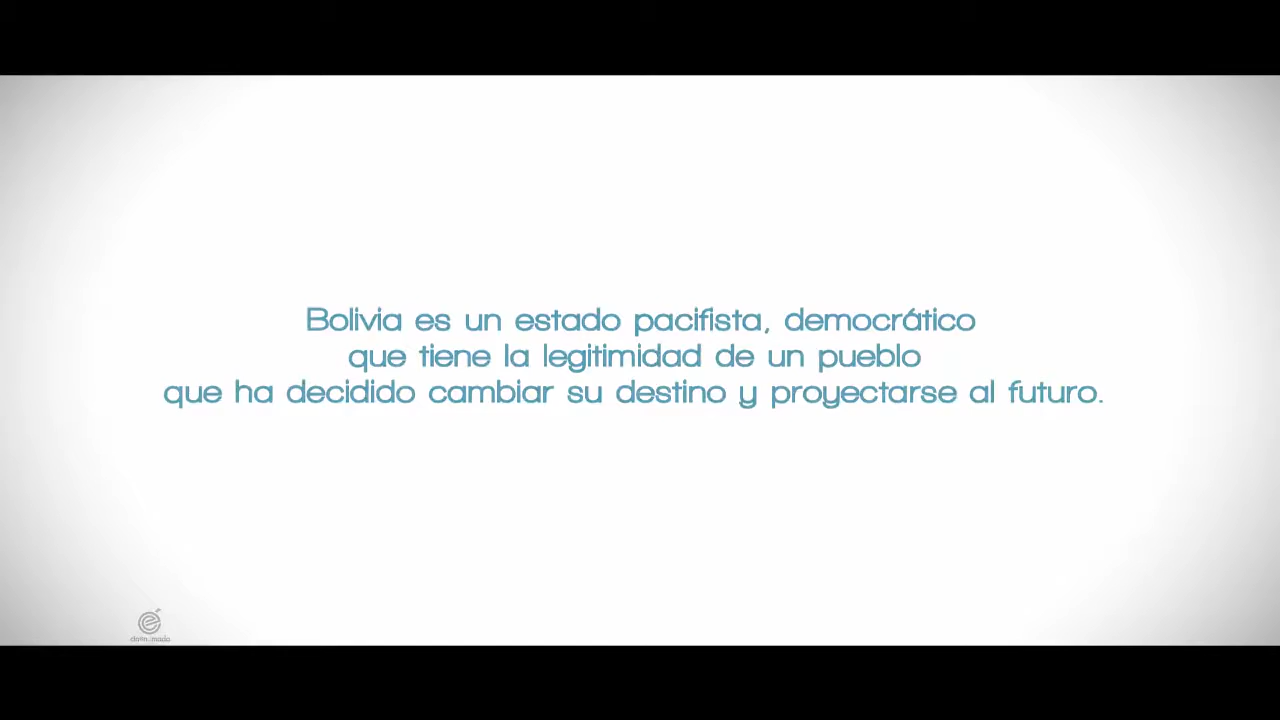 Bolivia es un estado pacifista, democrático
que tiene la legitimidad de un pueblo
que ha decidido cambiar su destino y proyectarse al futuro.